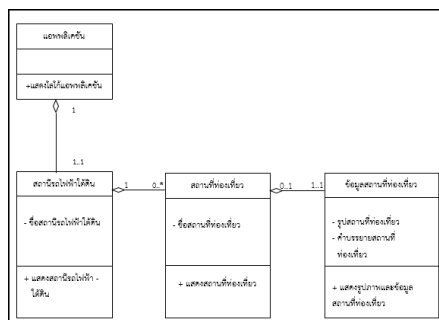 แอพพลิเคชัน
+แสดงโลโก้แอพพลิเคชัน
1
1..1
สถานีรถไฟฟ้าใต้ดิน
- ชื่อสถานีรถไฟฟ้าใต้ดิน
+ แสดงสถานีรถไฟฟ้า -
ใต้ดิน
1
0..*
สถานที่ท่องเที่ยว
- ชื่อสถานที่ท่องเที่ยว
+ แสดงสถานที่ท่องเที่ยว
0..1
1..1
ข้อมูลสถานที่ท่องเที่ยว
- รูปสถานที่ท่องเที่ยว
- คำบรรยายสถานที่
ท่องเที่ยว
+ แสดงรูปภาพและข้อมูล
สถานที่ท่องเที่ยว